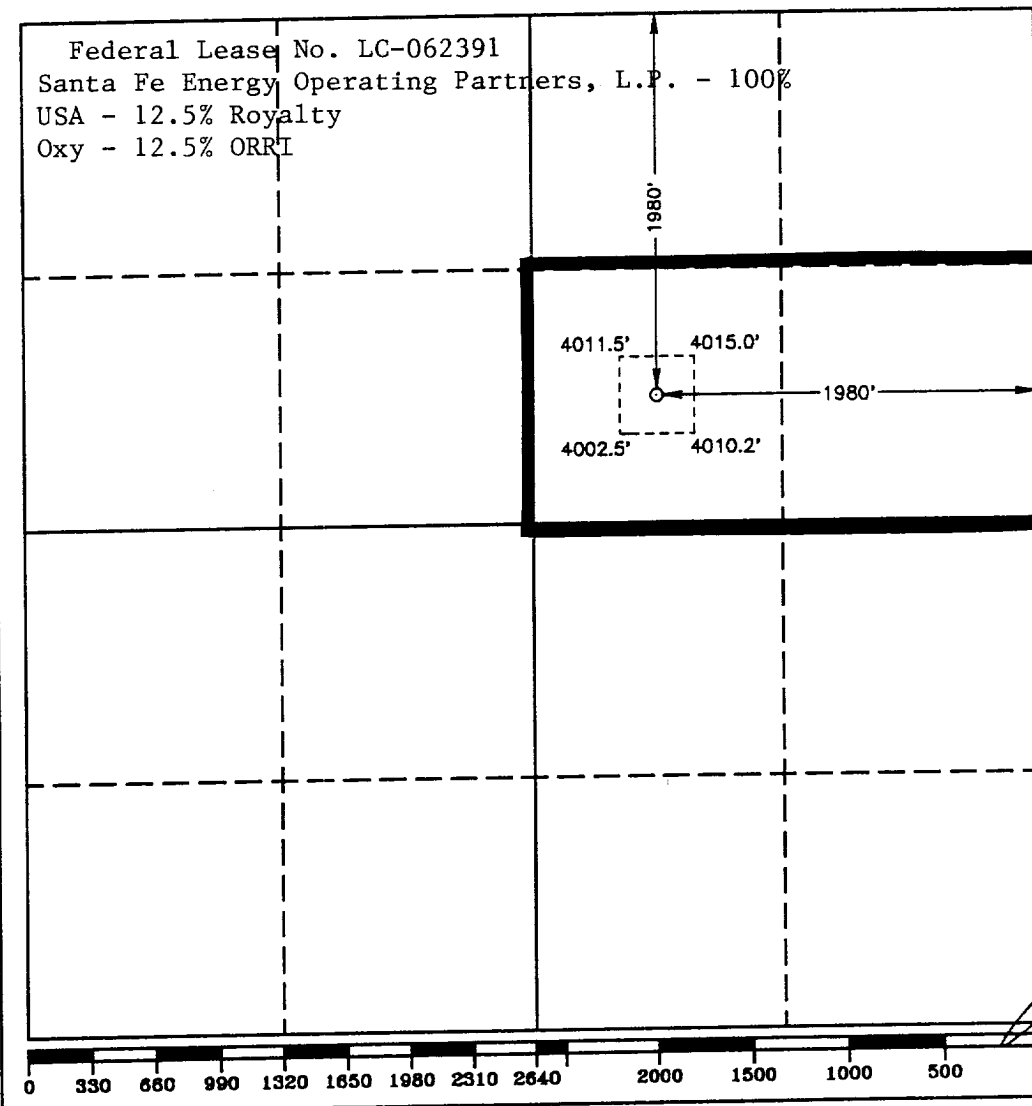 Federal Lease No. LC-062391
Santa Fe Energy Operating Partners, L.P. - 100%
USA - 12.5% Royalty
Oxy - 12.5% ORRI
1980'
4011.5' 4015.0'
1980'
4002.5' 4010.2'
0 330 660 990 1320 1650 1980 2310 2640 2000 1500 1000 500